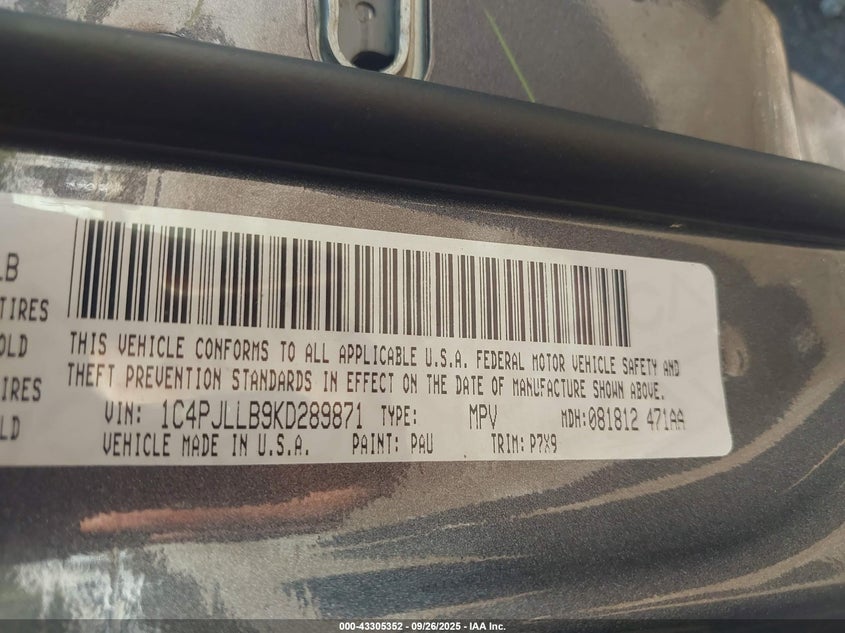 LB
TIRES
OLD
IRES
LD
THIS VEHICLE CONFORMS TO ALL APPLICABLE U.S.A. FEDERAL MOTOR VEHICLE SAFETY AND
THEFT PREVENTION STANDARDS IN EFFECT ON THE DATE OF MANUFACTURE SHOWN ABOVE.
VIN: 1C4PJLLB9KD289871 TYPE: MPV MDH:081812 471AA
VEHICLE MADE IN U.S.A. PAINT: PAU TRIM: P7X9
000-43305352 | 09/26/2025 - IAA Inc.